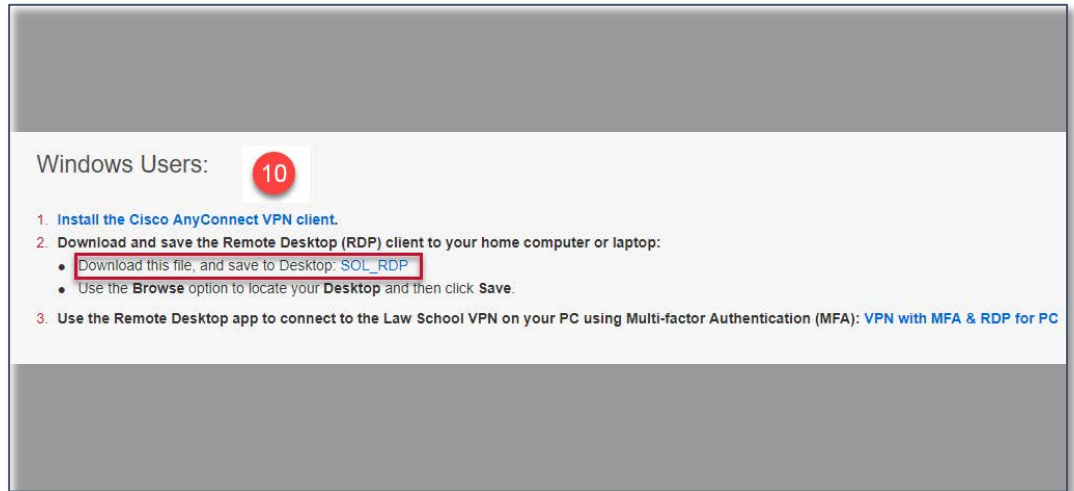 Windows Users:
10
1. Install the Cisco AnyConnect VPN client.
2. Download and save the Remote Desktop (RDP) client to your home computer or laptop:
• Download this file, and save to Desktop: SOL_RDP
• Use the Browse option to locate your Desktop and then click Save.
3. Use the Remote Desktop app to connect to the Law School VPN on your PC using Multi-factor Authentication (MFA): VPN with MFA & RDP for PC